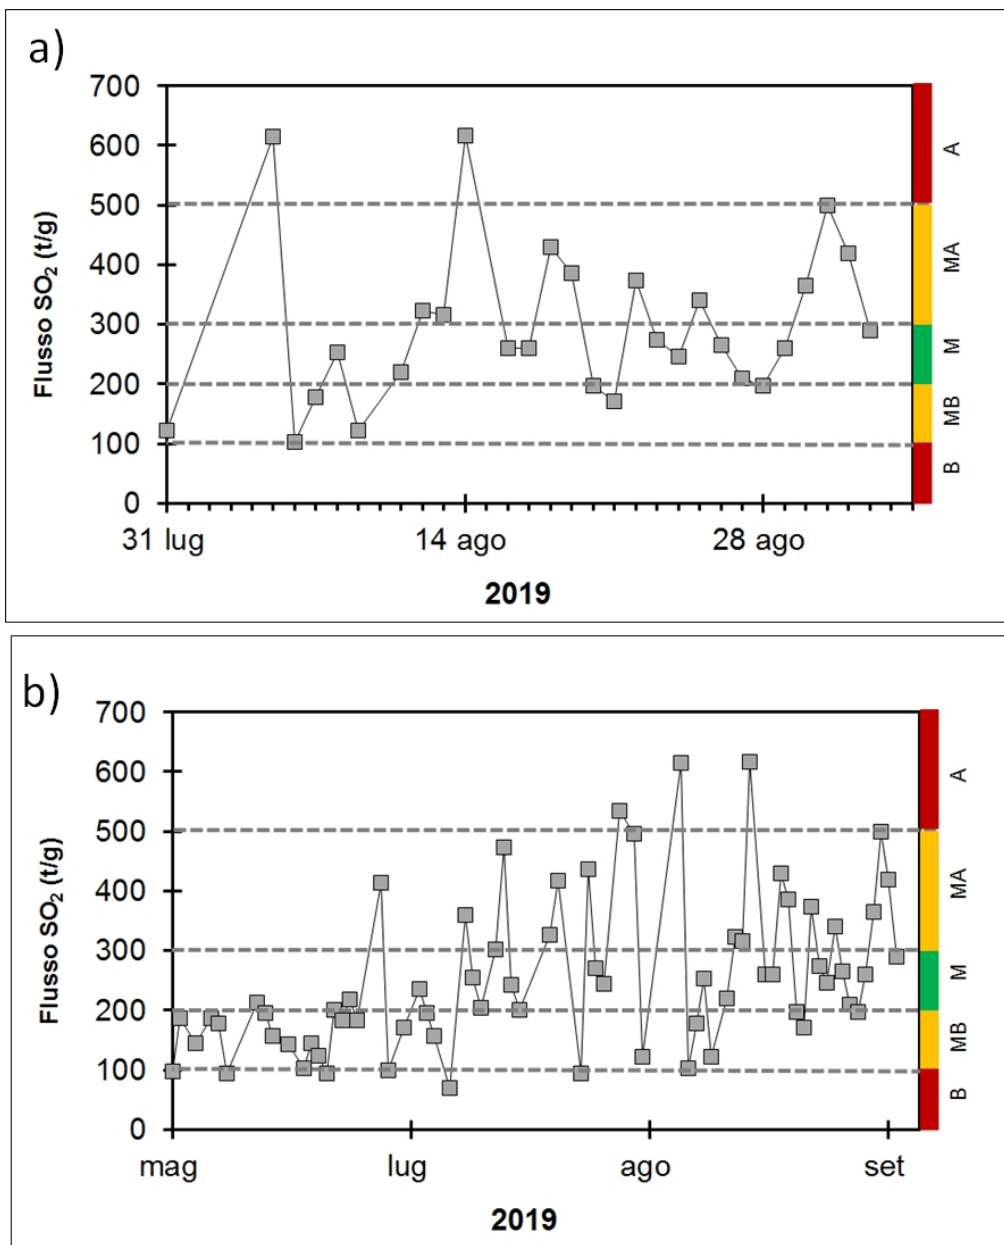 a)
700
600
500
400
300
200
100
0
Flusso SO₂ (t/g)
A
MA
M
MB
B
31 lug 14 ago 28 ago
2019
b)
700
600
500
400
300
200
100
0
Flusso SO₂ (t/g)
A
MA
M
MB
B
mag lug ago set
2019